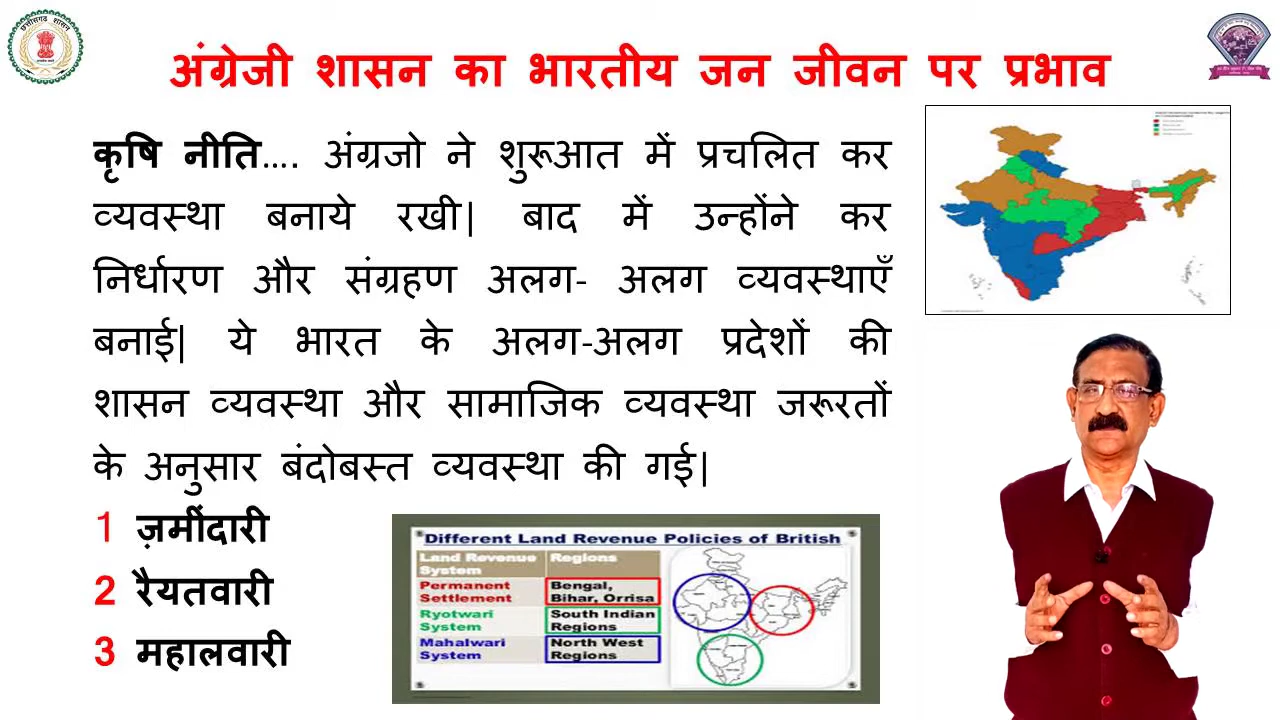 छत्तीसगढ़ शासन
अंग्रेजी शासन का भारतीय जन जीवन पर प्रभाव
कृषि नीति.... अंग्रजो ने शुरूआत में प्रचलित कर
व्यवस्था बनाये रखी| बाद में उन्होंने कर
निर्धारण और संग्रहण अलग- अलग व्यवस्थाएँ
बनाई| ये भारत के अलग-अलग प्रदेशों की
शासन व्यवस्था और सामाजिक व्यवस्था जरूरतों
के अनुसार बंदोबस्त व्यवस्था की गई|
1 ज़मींदारी
2 रैयतवारी
3 महालवारी
Different Land Revenue Policies of British
Land Revenue System Regions
Permanent Settlement Bengal, Bihar, Orrisa
Ryotwari System South Indian Regions
Mahalwari System North West Regions